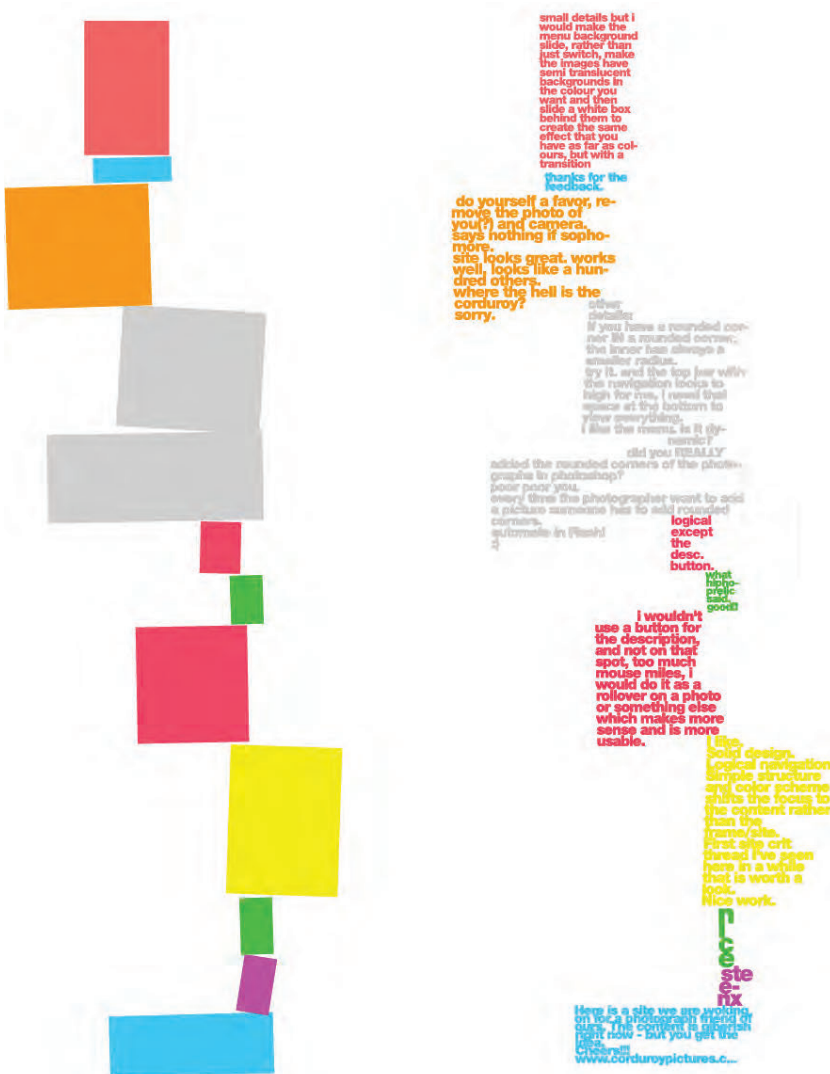 small details but i
would make the
menu background
slide, rather than
just switch, make
the images have
semi translucent
backgrounds in
the colour you
want and then
slide a white box
behind them to
create the same
effect that you
have as far as col-
ours, but with a
transition
thanks for the
feedback.
do yourself a favor, re-
move the photo of
you(?) and camera.
says nothing if sopho-
more.
site looks great. works
well, looks like a hun-
dred others.
where the hell is the
corduroy?
sorry.
other
details:
if you have a rounded cor-
ner IN a rounded corner,
the inner has always a
smaller radius.
try it. and the top bar with
the navigation looks to
high for me, i need that
space at the bottom to
view everything.
i like the menu. is it dy-
namic?
did you REALLY
added the rounded corners of the photo-
graphs in photoshop?
poor poor you.
every time the photographer want to add
a picture someone has to add rounded
corners.
automate in flash!
:)
logical
except
the
desc.
button.
what
hipho-
prelic
said.
good!!
i wouldn't
use a button for
the description,
and not on that
spot, too much
mouse miles, i
would do it as a
rollover on a photo
or something else
which makes more
sense and is more
usable.
I like.
Solid design.
Logical navigation
Simple structure
and color scheme
shifts the focus to
the content rather
than the
frame/site.
First site crit
thread I've seen
here in a while
that is worth a
look.
Nice work.
n
i
c
e
ste
e-
nx
Here is a site we are woking
on for a photograph friend of
ours. The content is giberish
right now - but you get the
idea.
Cheers!!!
www.corduroypictures.c...